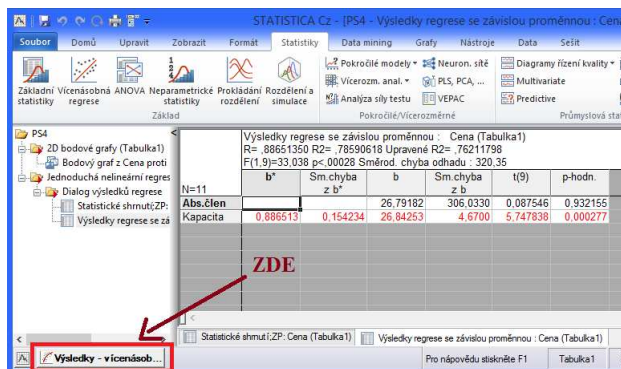 STATISTICA Cz - [PS4 - Výsledky regrese se závislou proměnnou : Cena
Soubor Domů Upravit Zobrazit Formát Statistiky Data mining Grafy Nástroje Data Sešit
Základní statistiky
Vícenásobná regrese
ANOVA
Neparametrické statistiky
Prokládání rozdělení
Rozdělení a simulace
Základ
Pokročilé modely
Neuron. sítě
Vícerozm. anal.
PLS, PCA, ...
Analýza síly testu
VEPAC
Pokročilé/Vícerozměrné
Diagramy řízení kvality
Multivariate
Predictive
Průmyslová sta
PS4
2D bodové grafy (Tabulka1)
Bodový graf z Cena proti
Jednoduchá nelineární regres
Dialog výsledků regrese
Statistické shrnutí;ZP:
Výsledky regrese se zá
Výsledky regrese se závislou proměnnou : Cena (Tabulka1)
R= ,88651350 R2= ,78590618 Upravené R2= ,76211798
F(1,9)=33,038 p<,00028 Směrod. chyba odhadu : 320,35
N=11 b* Sm.chyba z b* b Sm.chyba z b t(9) p-hodn.
Abs.člen 26,79182 306,0330 0,087546 0,932155
Kapacita 0,886513 0,154234 26,84253 4,6700 5,747838 0,000277
ZDE
Statistické shrnutí;ZP: Cena (Tabulka1) Výsledky regrese se závislou proměnnou : Cena (Tabulka1)
Výsledky - vícenásob...
Pro nápovědu stiskněte F1 Tabulka1